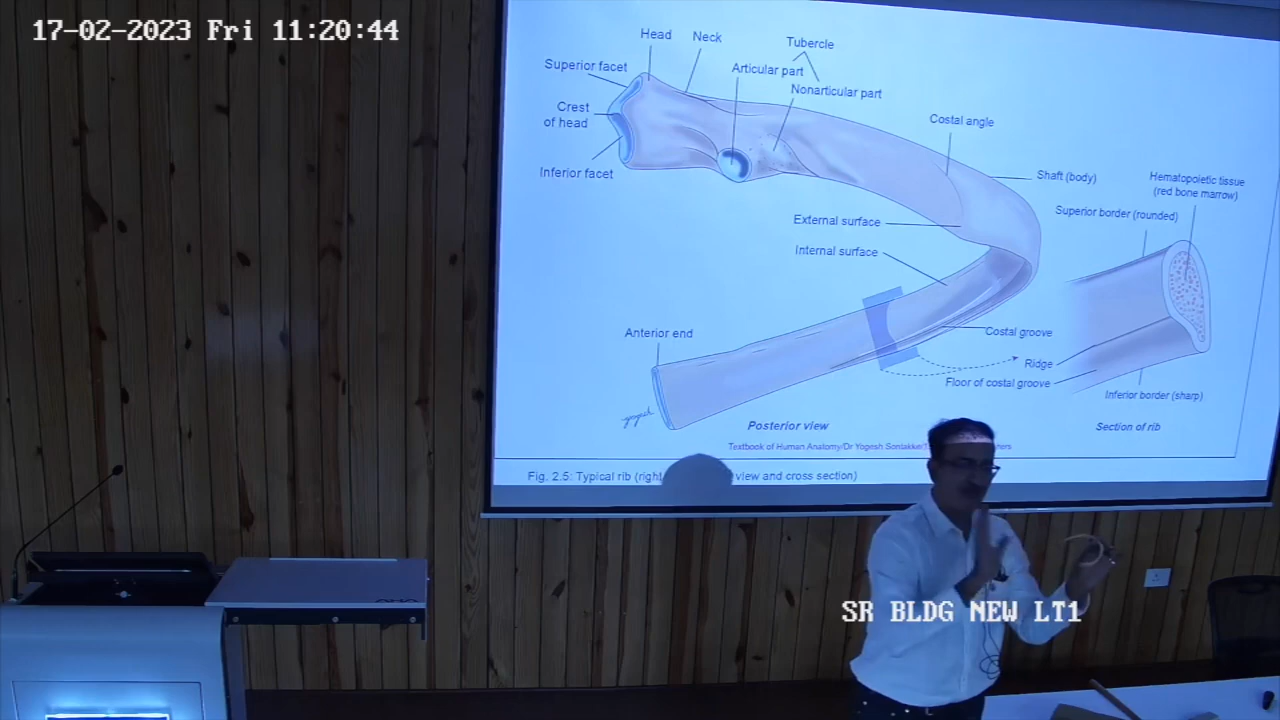 17-02-2023 Fri 11:20:44
Head
Neck
Tubercle
Superior facet
Articular part
Nonarticular part
Crest
of head
Costal angle
Inferior facet
Shaft (body)
Hematopoietic tissue
(red bone marrow)
Superior border (rounded)
External surface
Internal surface
Anterior end
Costal groove
Ridge
Floor of costal groove
Inferior border (sharp)
yogesh
Posterior view
Section of rib
Textbook of Human Anatomy/Dr Yogesh Sontakke/
Fig. 2.5: Typical rib (right view and cross section)
SR BLDG NEW LT1